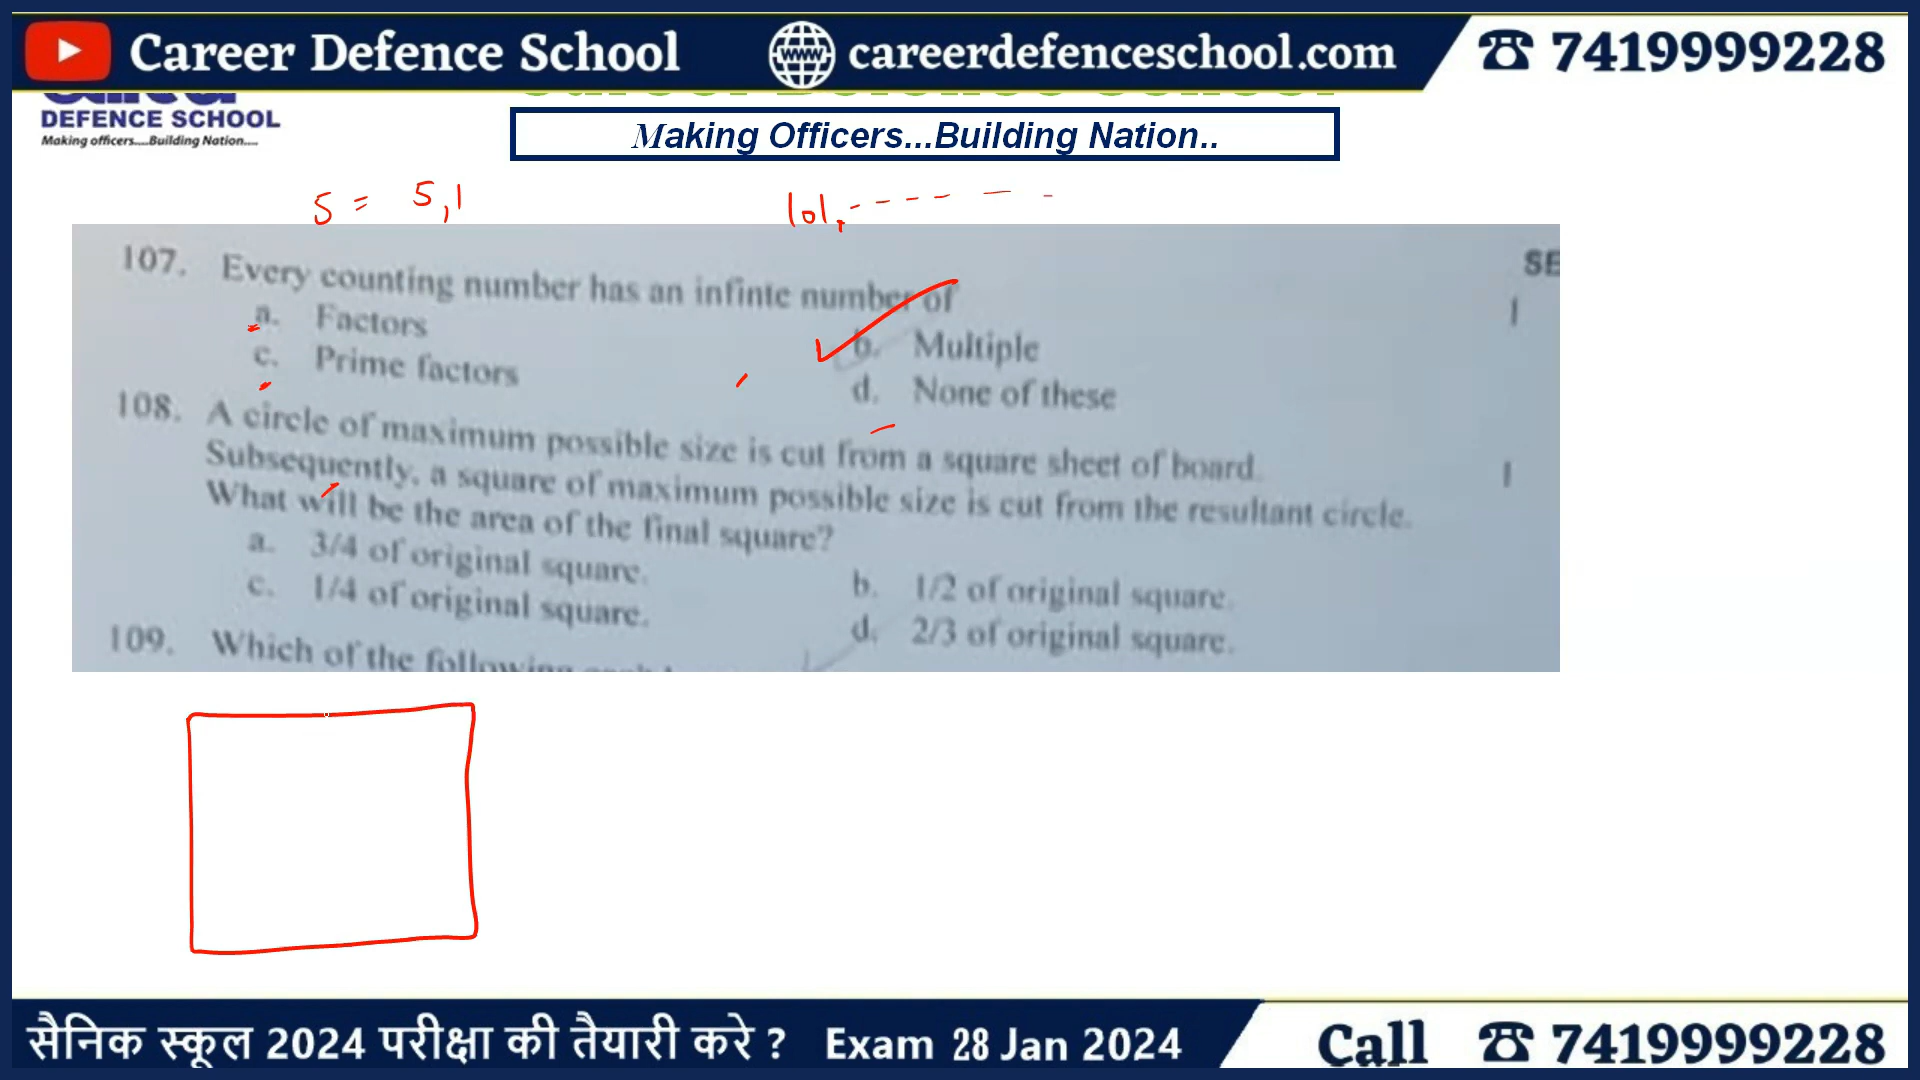 Career Defence School
www
careerdefenceschool.com
7419999228
DEFENCE SCHOOL
Making officers....Building Nation....
Making Officers...Building Nation..
5 = 5,1
101,
107. Every counting number has an infinte number of
a. Factors
b. Multiple
c. Prime factors
d. None of these
108. A circle of maximum possible size is cut from a square sheet of board.
Subsequently, a square of maximum possible size is cut from the resultant circle.
What will be the area of the final square?
a. 3/4 of original square.
b. 1/2 of original square.
c. 1/4 of original square.
d. 2/3 of original square.
109. Which of the following
SE
सैनिक स्कूल 2024 परीक्षा की तैयारी करे ? Exam 28 Jan 2024
Call 7419999228